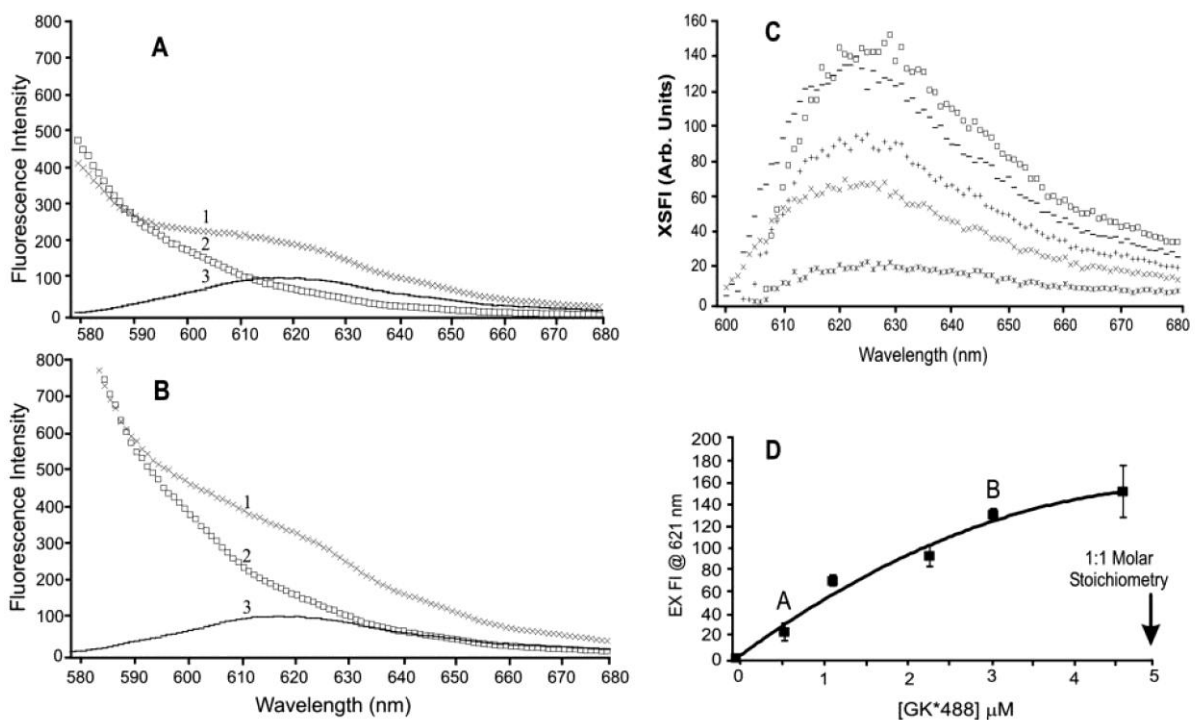 A
Fluorescence Intensity
800
700
600
500
400
300
200
100
0
1
2
3
580 590 600 610 620 630 640 650 660 670 680
B
Fluorescence Intensity
800
700
600
500
400
300
200
100
0
1
2
3
580 590 600 610 620 630 640 650 660 670 680
Wavelength (nm)
C
XSFI (Arb. Units)
160
140
120
100
80
60
40
20
0
600 610 620 630 640 650 660 670 680
Wavelength (nm)
D
EX FI @ 621 nm
200
180
160
140
120
100
80
60
40
20
0
A
B
1:1 Molar
Stoichiometry
0 1 2 3 4 5
[GK*488] μM